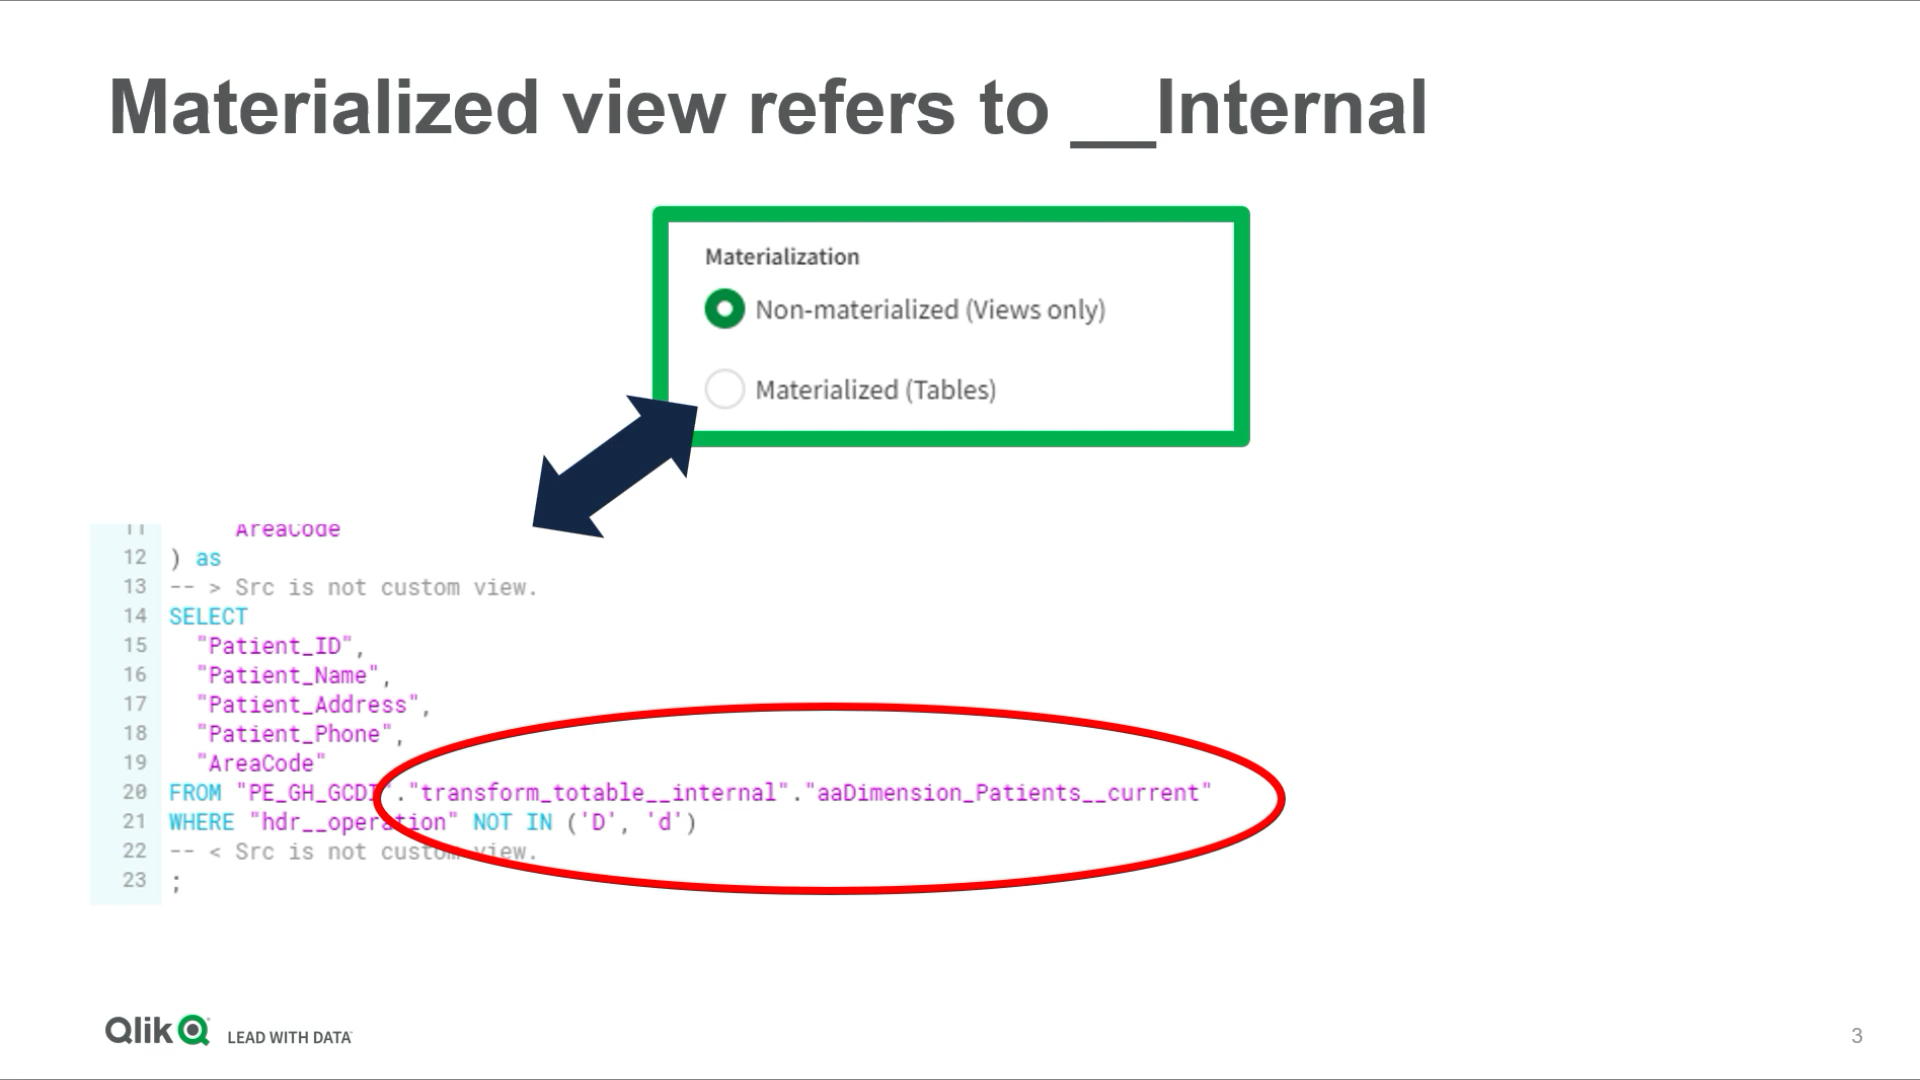 Materialized view refers to __Internal
Materialization
Non-materialized (Views only)
Materialized (Tables)
11 AreaCode
12 ) as
13 -- > Src is not custom view.
14 SELECT
15 "Patient_ID",
16 "Patient_Name",
17 "Patient_Address",
18 "Patient_Phone",
19 "AreaCode"
20 FROM "PE_GH_GCDI"."transform_totable__internal"."aaDimension_Patients__current"
21 WHERE "hdr__operation" NOT IN ('D', 'd')
22 -- < Src is not custom view.
23 ;
Qlik LEAD WITH DATA
3